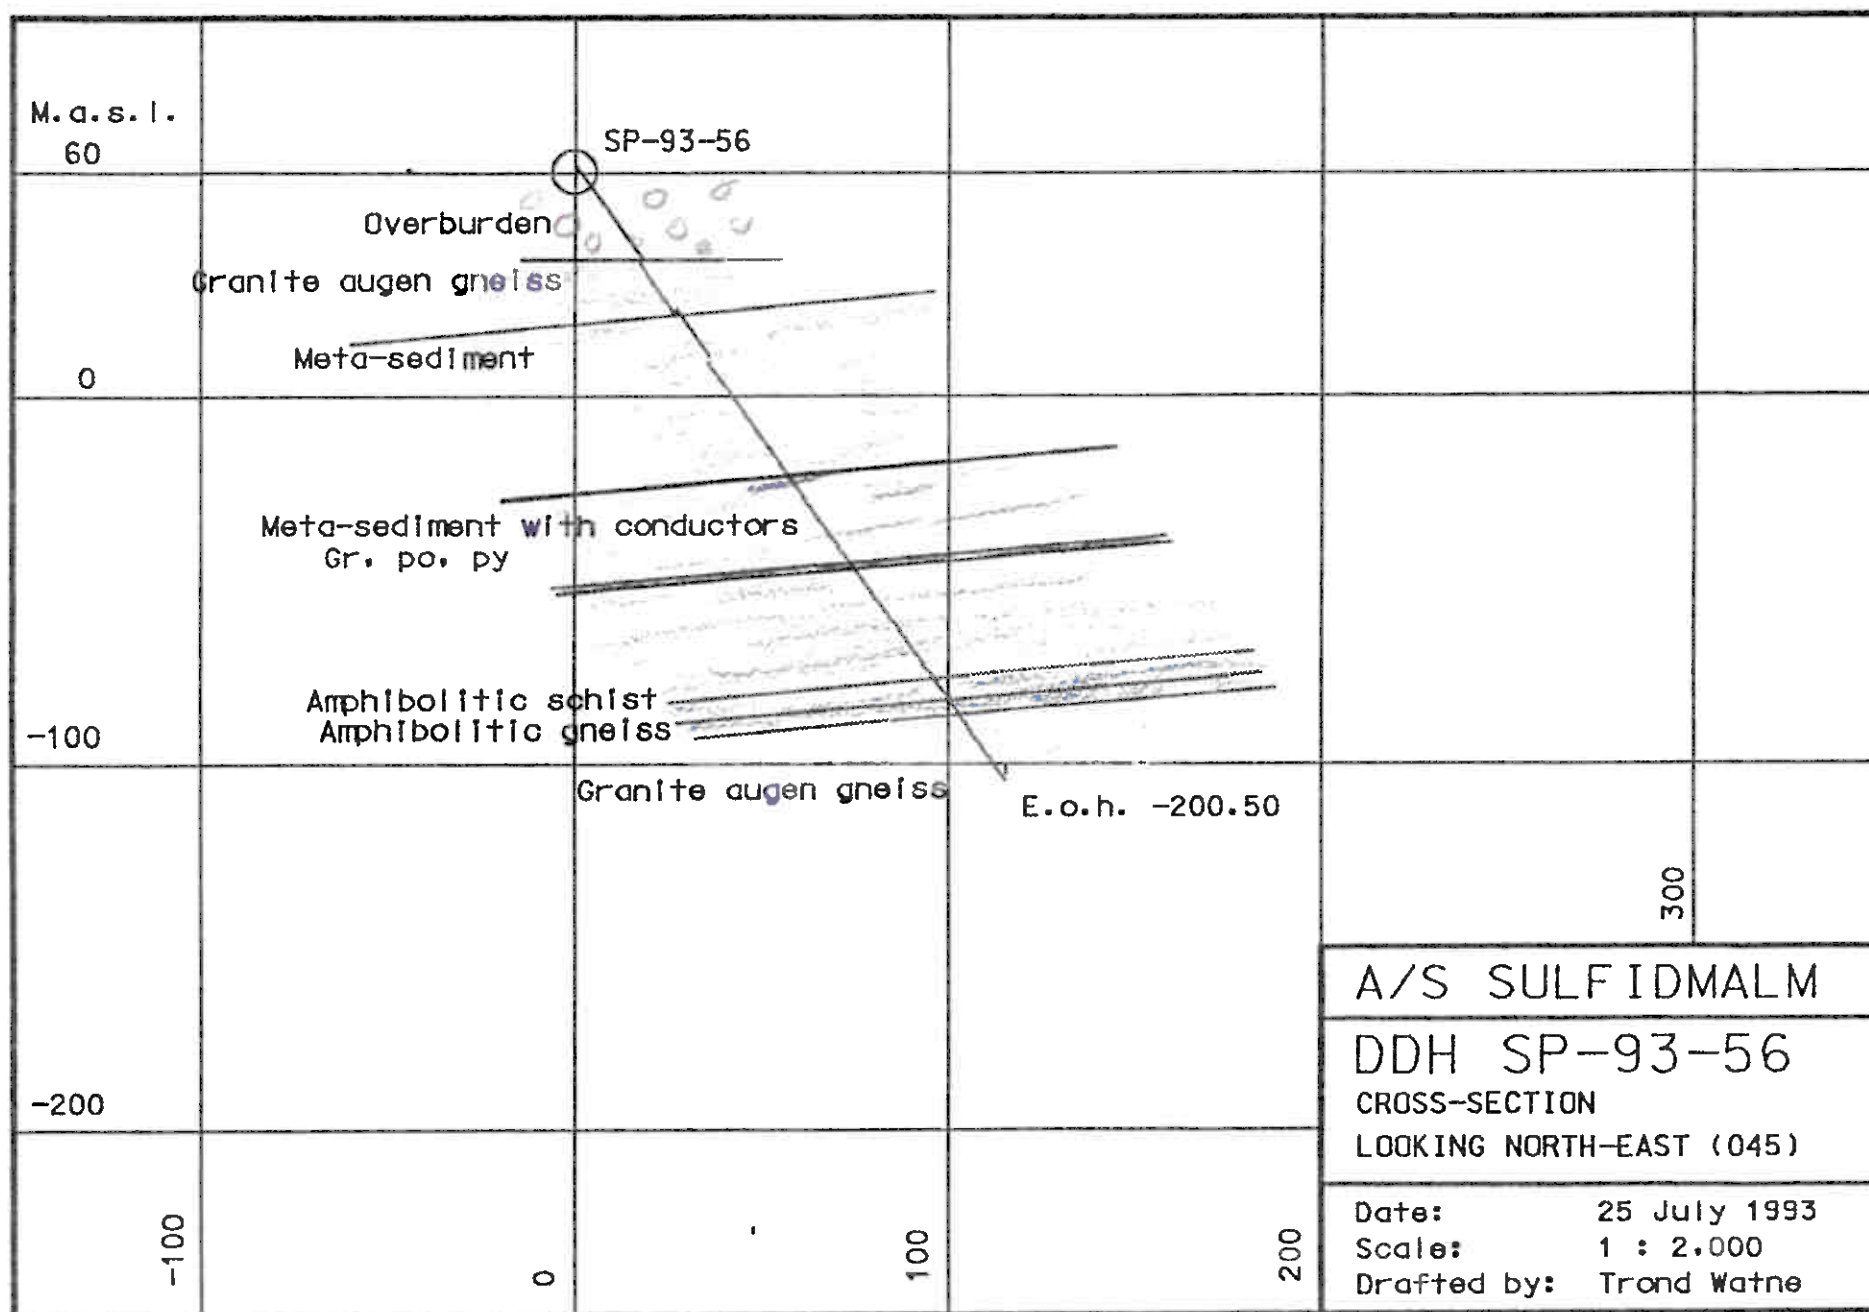 M.a.s.l.
60
SP-93-56
Overburden
Granite augen gneiss
Meta-sediment
0
Meta-sediment with conductors
Gr. po. py
Amphibolitic schist
Amphibolitic gneiss
-100
Granite augen gneiss
E.o.h. -200.50
300
A/S SULFIDMALM
DDH SP-93-56
CROSS-SECTION
LOOKING NORTH-EAST (045)
-200
Date: 25 July 1993
Scale: 1 : 2.000
Drafted by: Trond Watne
-100
0
100
200